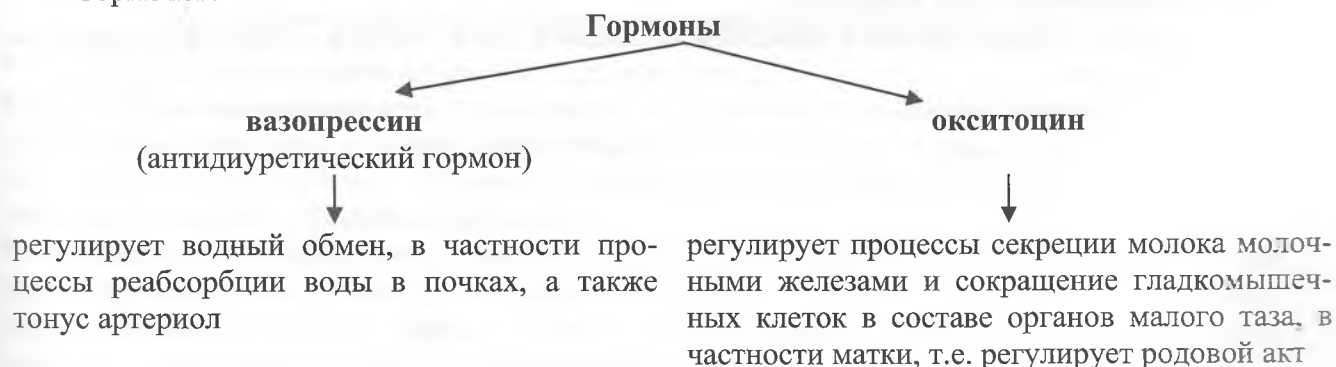 Гормоны
вазопрессин
(антидиуретический гормон)
окситоцин
регулирует водный обмен, в частности про-
цессы реабсорбции воды в почках, а также
тонус артериол
регулирует процессы секреции молока молоч-
ными железами и сокращение гладкомышеч-
ных клеток в составе органов малого таза, в
частности матки, т.е. регулирует родовой акт